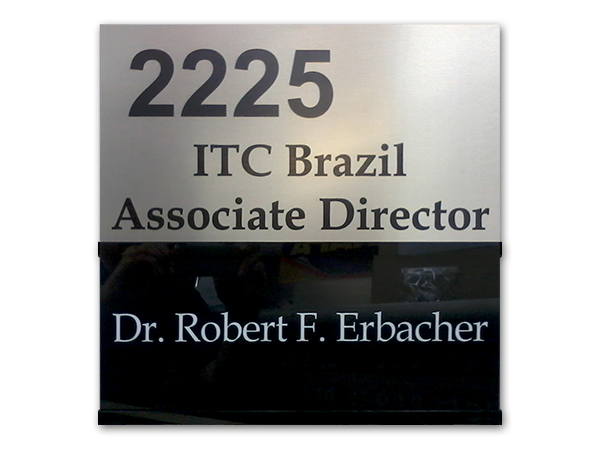 2225
ITC Brazil
Associate Director
Dr. Robert F. Erbacher